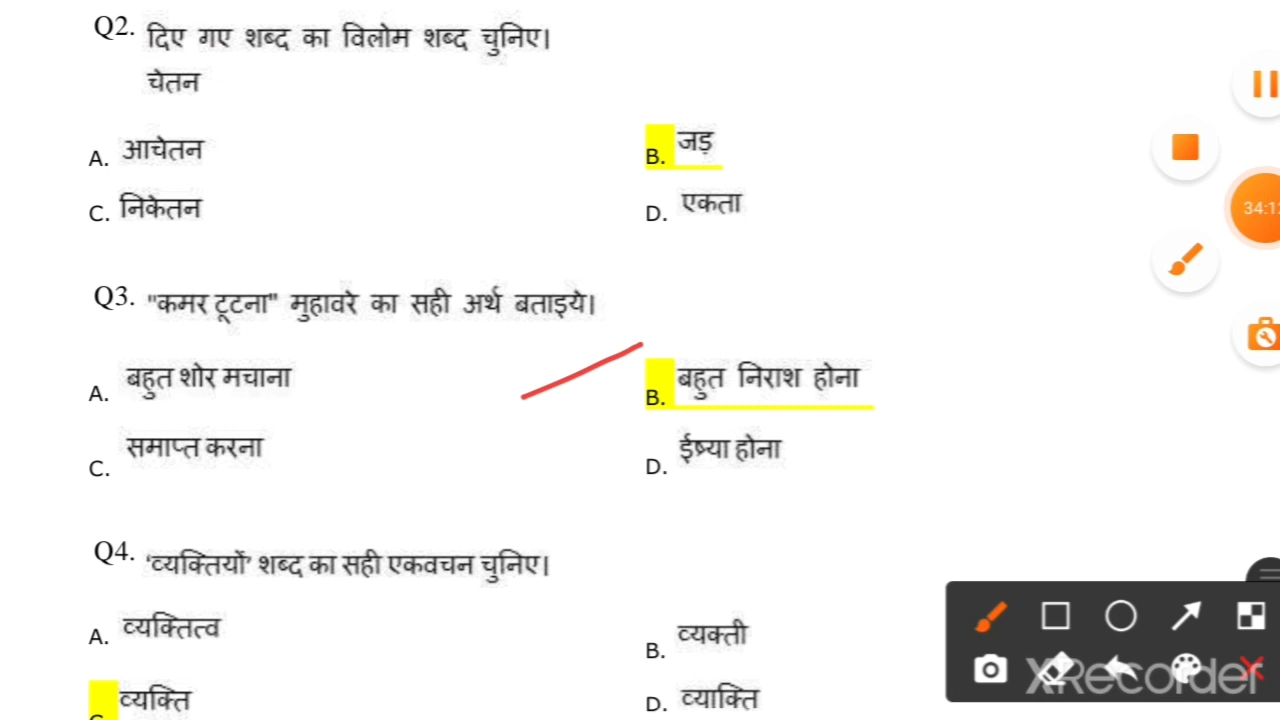 Q2. दिए गए शब्द का विलोम शब्द चुनिए।
चेतन
A. आचेतन
B. जड़
C. निकेतन
D. एकता
Q3. "कमर टूटना" मुहावरे का सही अर्थ बताइये।
A. बहुत शोर मचाना
B. बहुत निराश होना
C. समाप्त करना
D. ईष्र्या होना
Q4. 'व्यक्तियों' शब्द का सही एकवचन चुनिए।
A. व्यक्तित्व
B. व्यक्ती
C. व्यक्ति
D. व्याक्ति
34:1
XRecorder